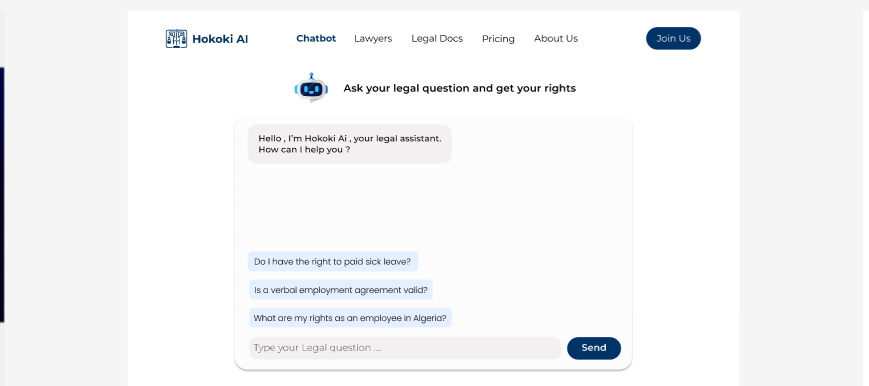 Hokoki AI
Chatbot Lawyers Legal Docs Pricing About Us
Join Us
Ask your legal question and get your rights
Hello , I'm Hokoki Ai , your legal assistant.
How can I help you ?
Do I have the right to paid sick leave?
Is a verbal employment agreement valid?
What are my rights as an employee in Algeria?
Type your Legal question ....
Send